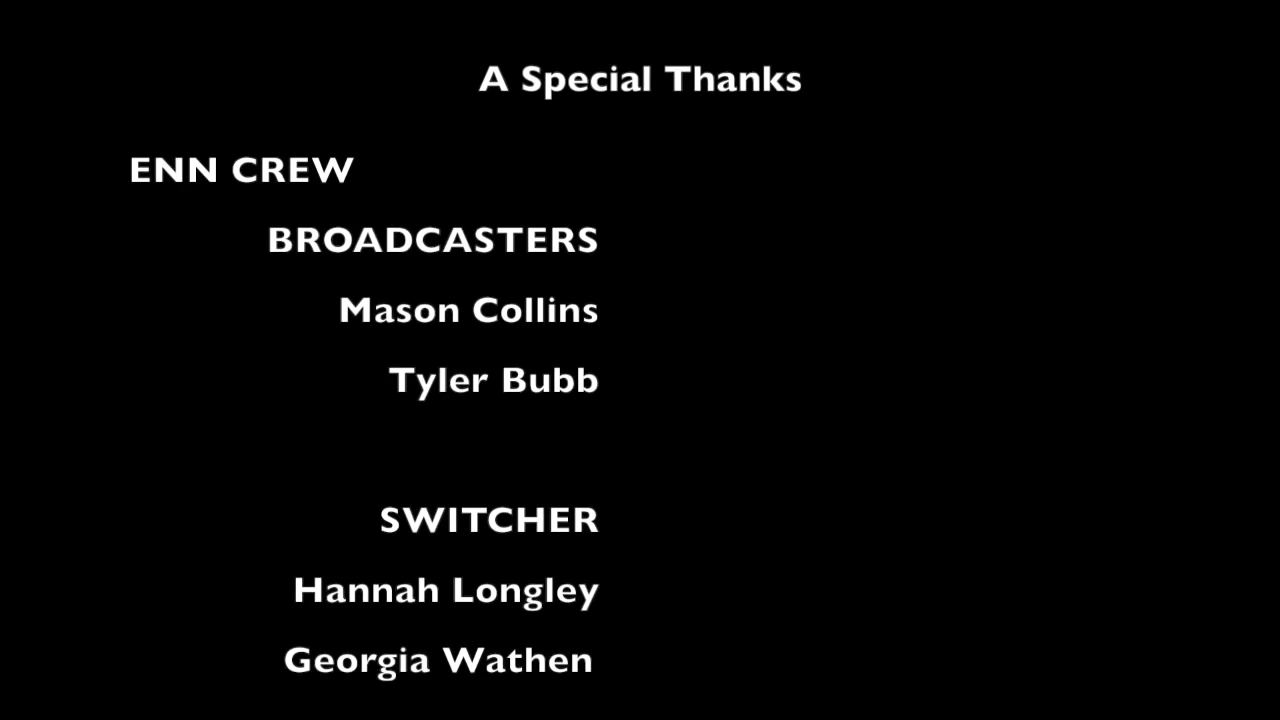 A Special Thanks
ENN CREW
BROADCASTERS
Mason Collins
Tyler Bubb
SWITCHER
Hannah Longley
Georgia Wathen